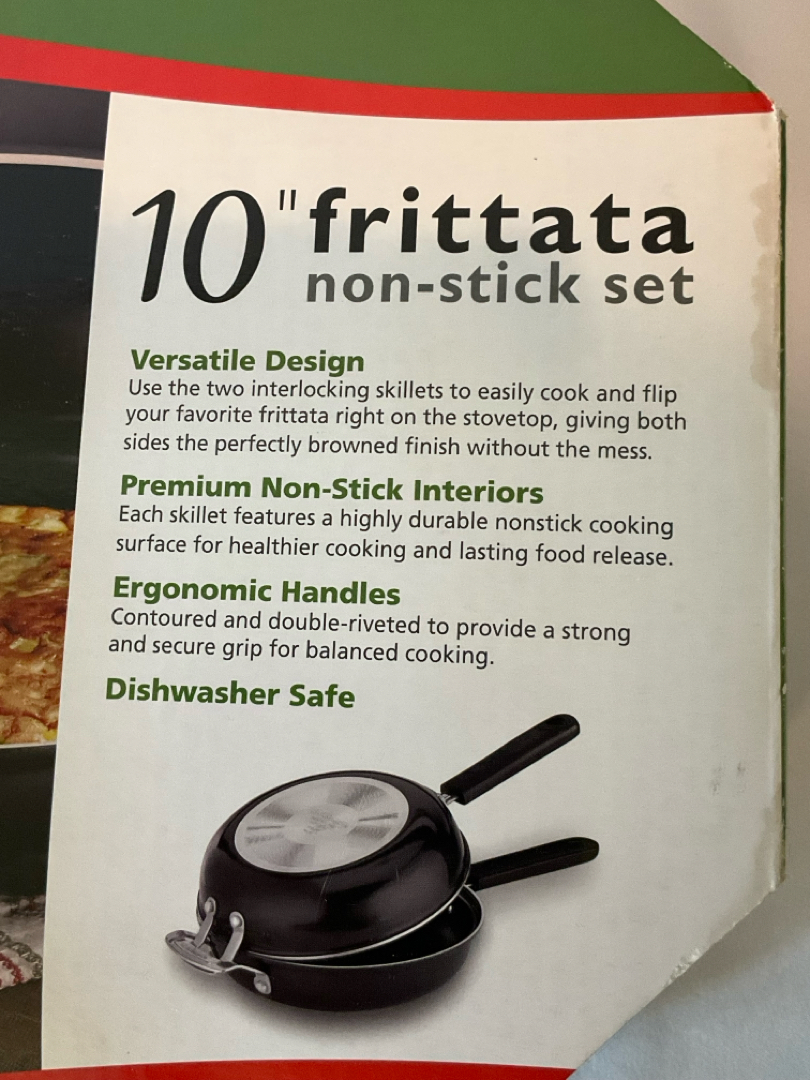 10" frittata
non-stick set
Versatile Design
Use the two interlocking skillets to easily cook and flip
your favorite frittata right on the stovetop, giving both
sides the perfectly browned finish without the mess.
Premium Non-Stick Interiors
Each skillet features a highly durable nonstick cooking
surface for healthier cooking and lasting food release.
Ergonomic Handles
Contoured and double-riveted to provide a strong
and secure grip for balanced cooking.
Dishwasher Safe